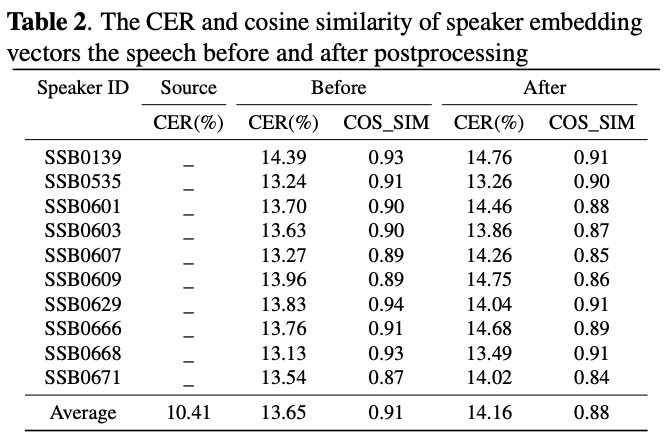 Table 2. The CER and cosine similarity of speaker embedding
vectors the speech before and after postprocessing
Speaker ID Source Before After
CER(%) CER(%) COS_SIM CER(%) COS_SIM
SSB0139 _ 14.39 0.93 14.76 0.91
SSB0535 _ 13.24 0.91 13.26 0.90
SSB0601 _ 13.70 0.90 14.46 0.88
SSB0603 _ 13.63 0.90 13.86 0.87
SSB0607 _ 13.27 0.89 14.26 0.85
SSB0609 _ 13.96 0.89 14.75 0.86
SSB0629 _ 13.83 0.94 14.04 0.91
SSB0666 _ 13.76 0.91 14.68 0.89
SSB0668 _ 13.13 0.93 13.49 0.91
SSB0671 _ 13.54 0.87 14.02 0.84
Average 10.41 13.65 0.91 14.16 0.88